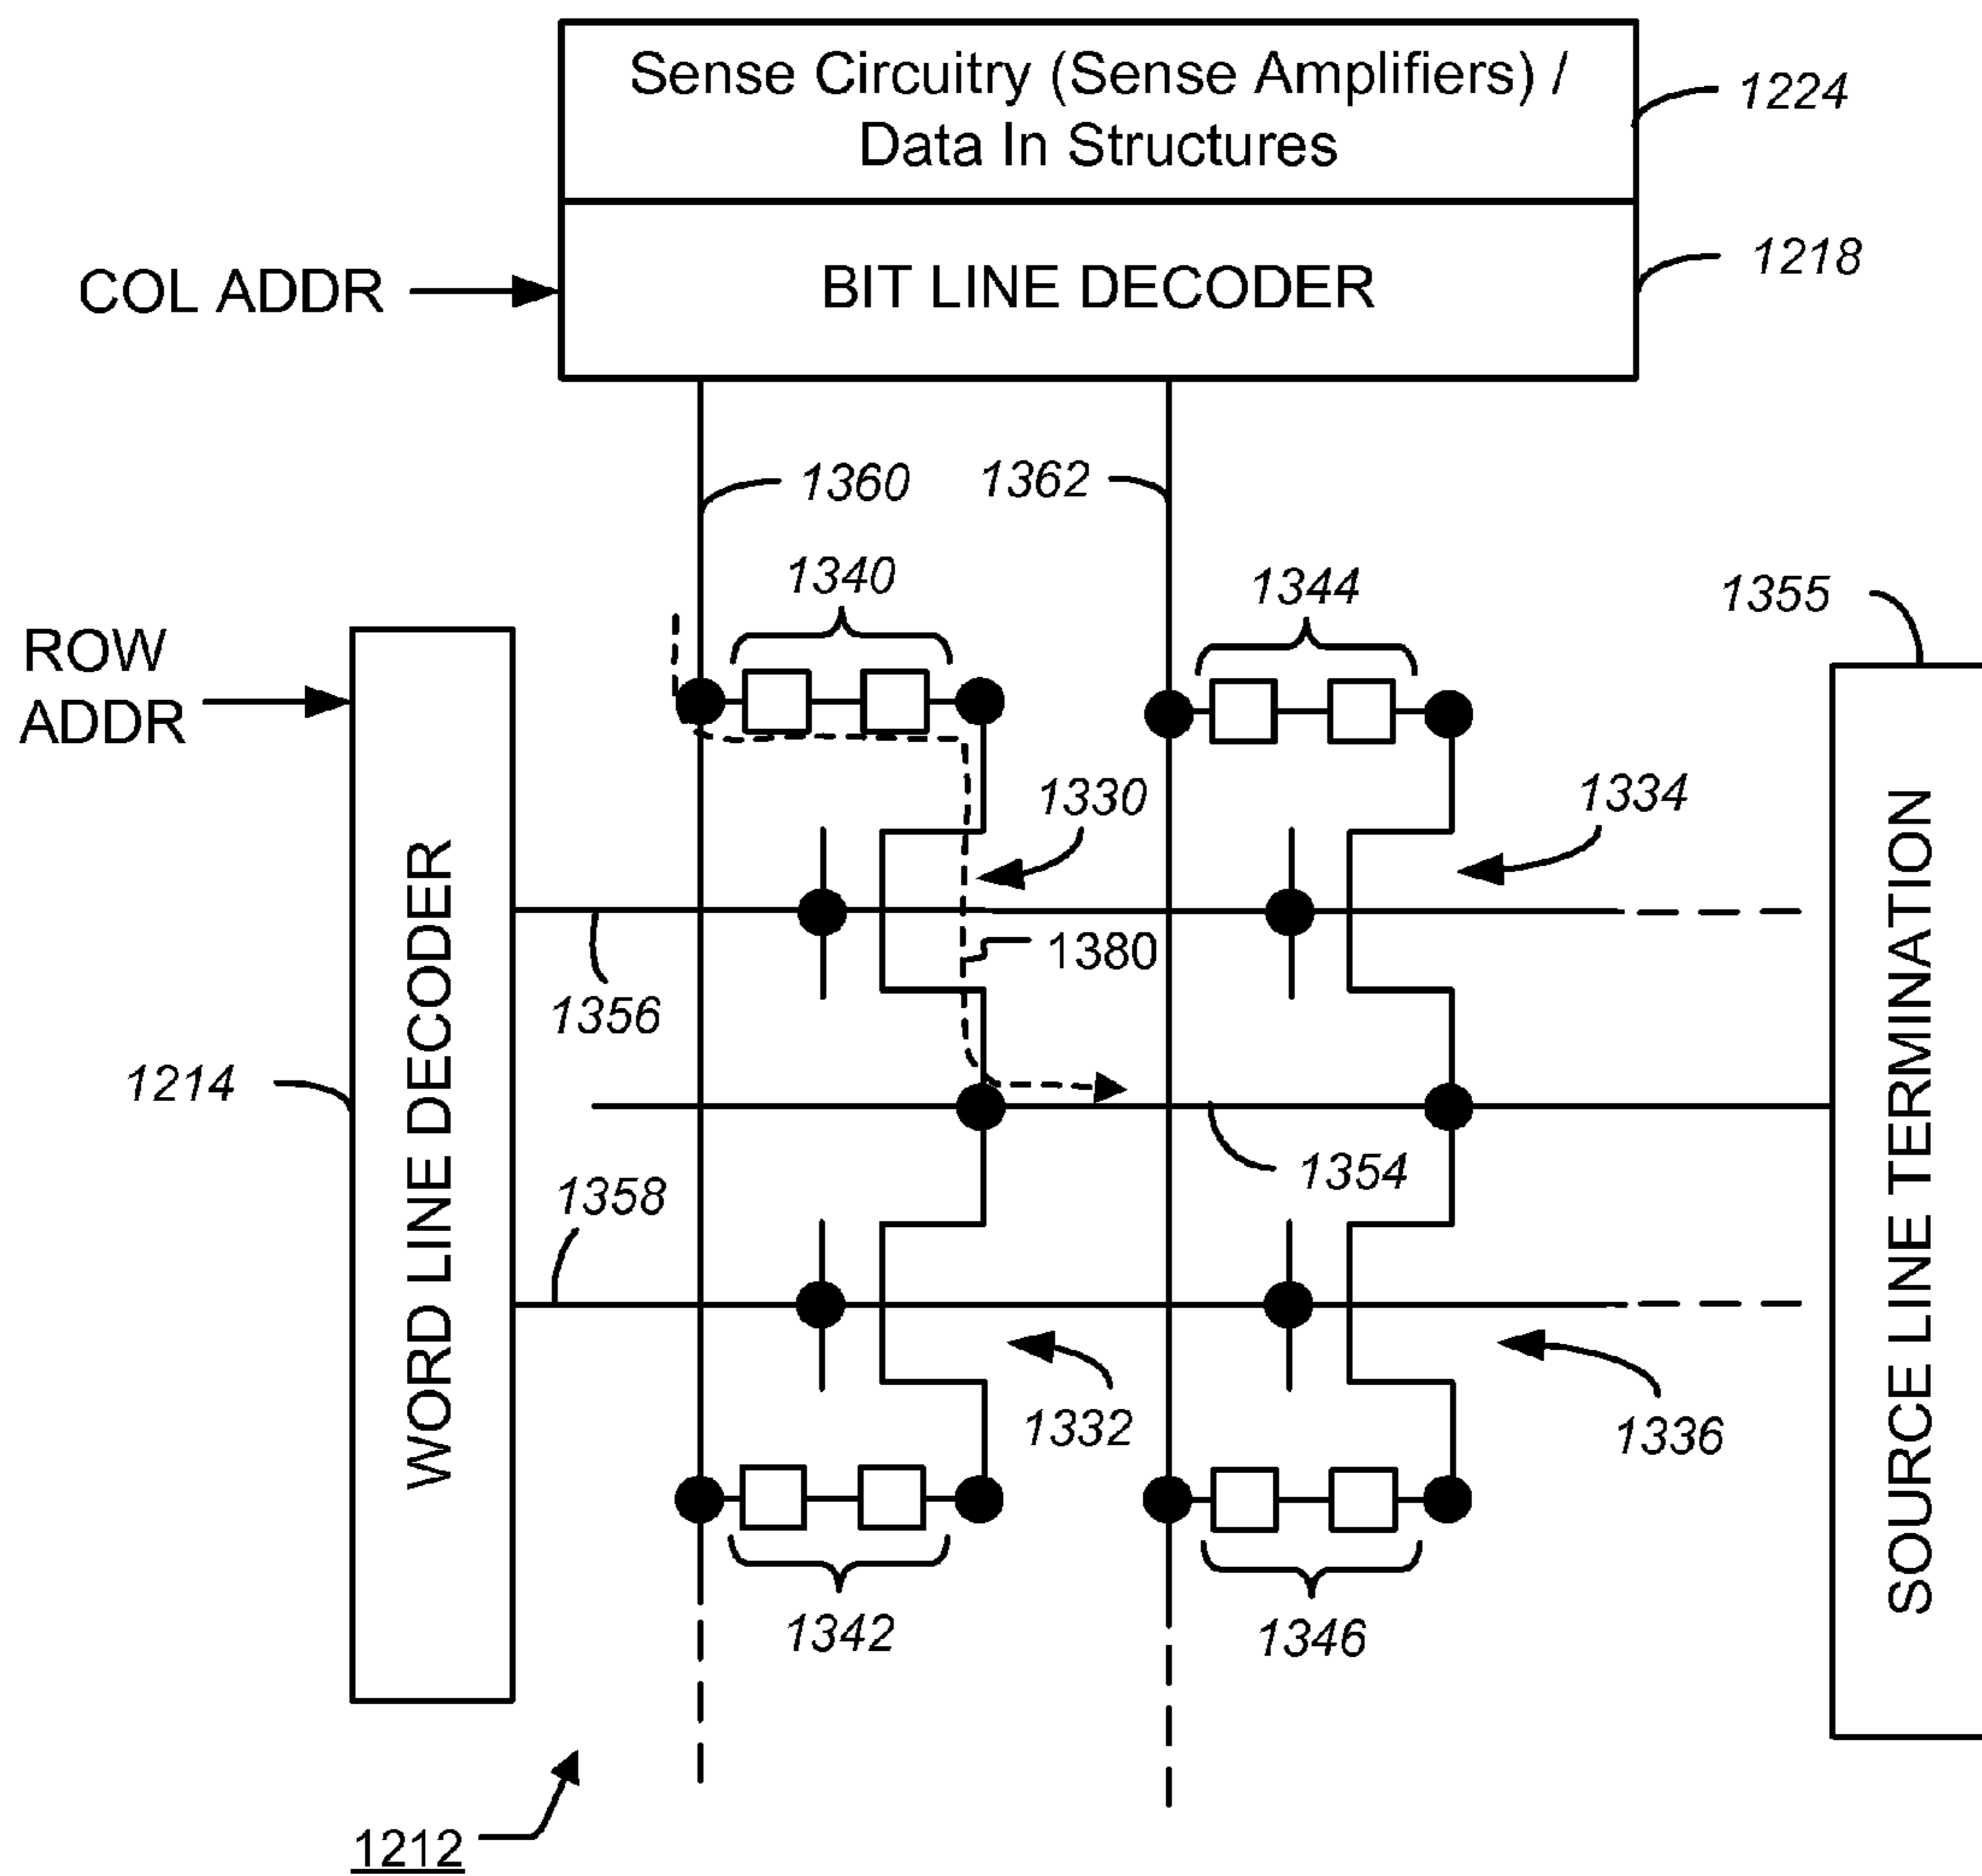 Sense Circuitry (Sense Amplifiers) /
Data In Structures
1224
COL ADDR
BIT LINE DECODER
1218
1360
1362
1340
1344
1355
ROW
ADDR
1330
1334
WORD LINE DECODER
1380
1356
1214
1354
1358
SOURCE LINE TERMINATION
1332
1336
1342
1346
1212